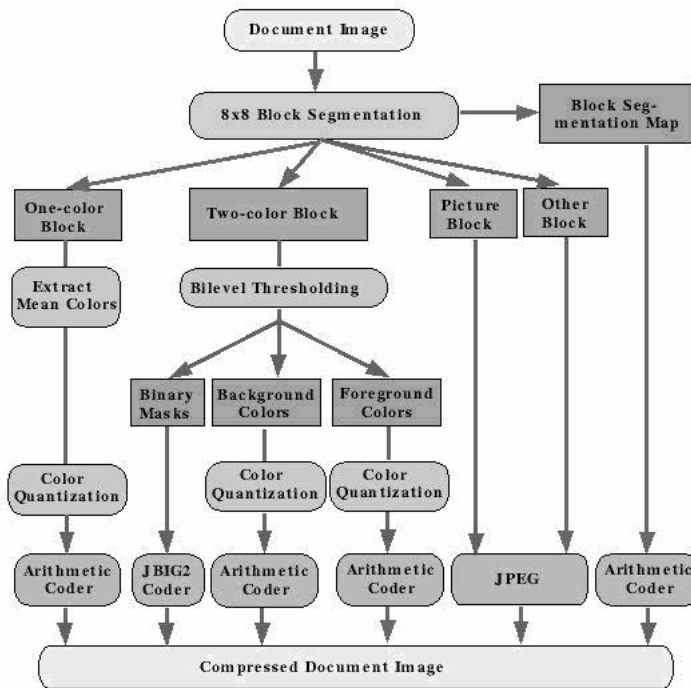 Document Image
8x8 Block Segmentation
Block Seg-
mentation Map
One-color
Block
Two-color Block
Picture
Block
Other
Block
Extract
Mean Colors
Bilevel Thresholding
Binary
Masks
Background
Colors
Foreground
Colors
Color
Quantization
Color
Quantization
Color
Quantization
Arithmetic
Coder
JBIG2
Coder
Arithmetic
Coder
Arithmetic
Coder
JPEG
Arithmetic
Coder
Compressed Document Image